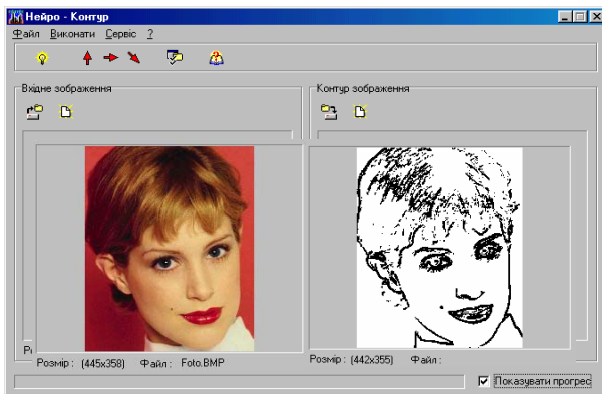 Нейро - Контур
Файл Виконати Сервіс ?
Вхідне зображення
Контур зображення
Розмір : (445x358) Файл : Foto.BMP
Розмір : (442x355) Файл :
Показувати прогрес